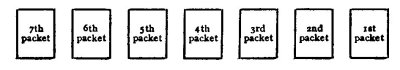 7th
packet
6th
packet
5th
packet
4th
packet
3rd
packet
2nd
packet
1st
packet